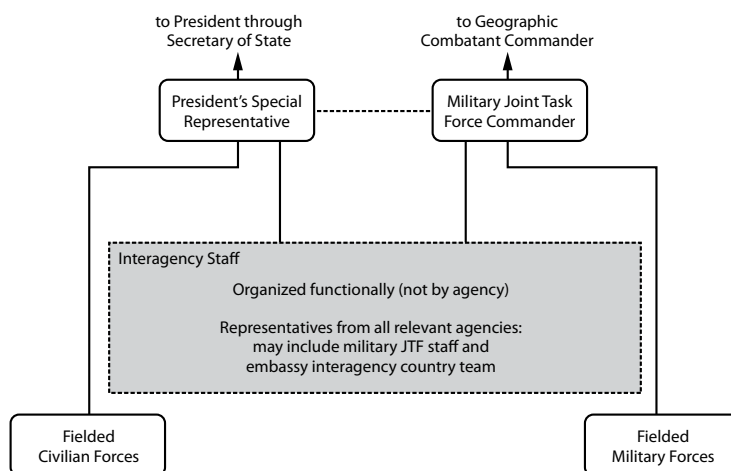 to President through
Secretary of State
to Geographic
Combatant Commander
President’s Special
Representative
Military Joint Task
Force Commander
Interagency Staff
Organized functionally (not by agency)
Representatives from all relevant agencies:
may include military JTF staff and
embassy interagency country team
Fielded
Civilian Forces
Fielded
Military Forces